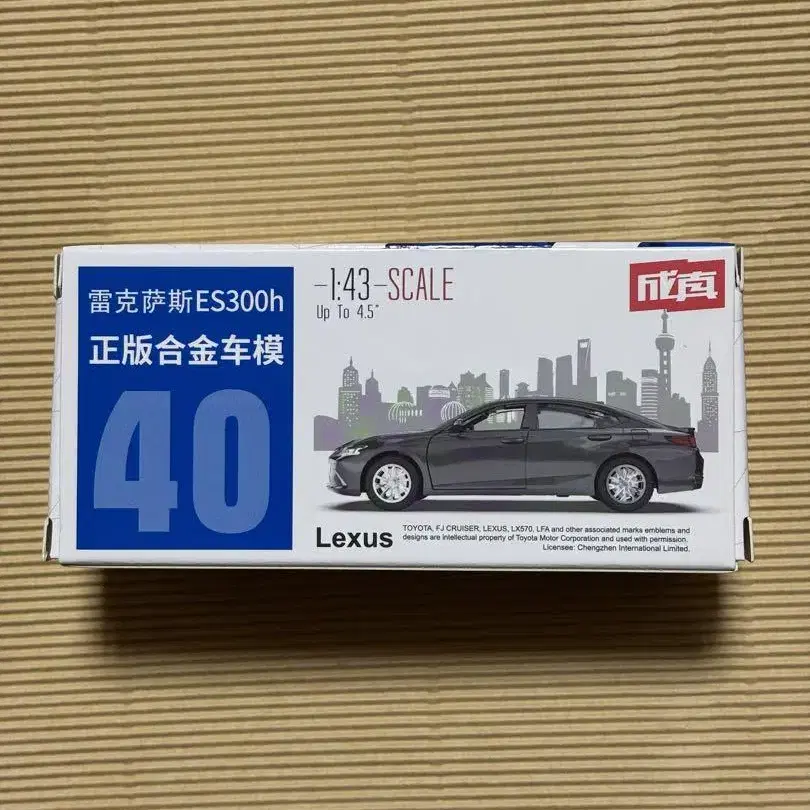 雷克萨斯ES300h
正版合金车模
40
1:43 SCALE
Up To 4.5"
成真
Lexus
TOYOTA, FJ CRUISER, LEXUS, LX570, LFA and other associated marks emblems and
designs are intellectual property of Toyota Motor Corporation and used with permission.
Licensee: Chengzhen International Limited.